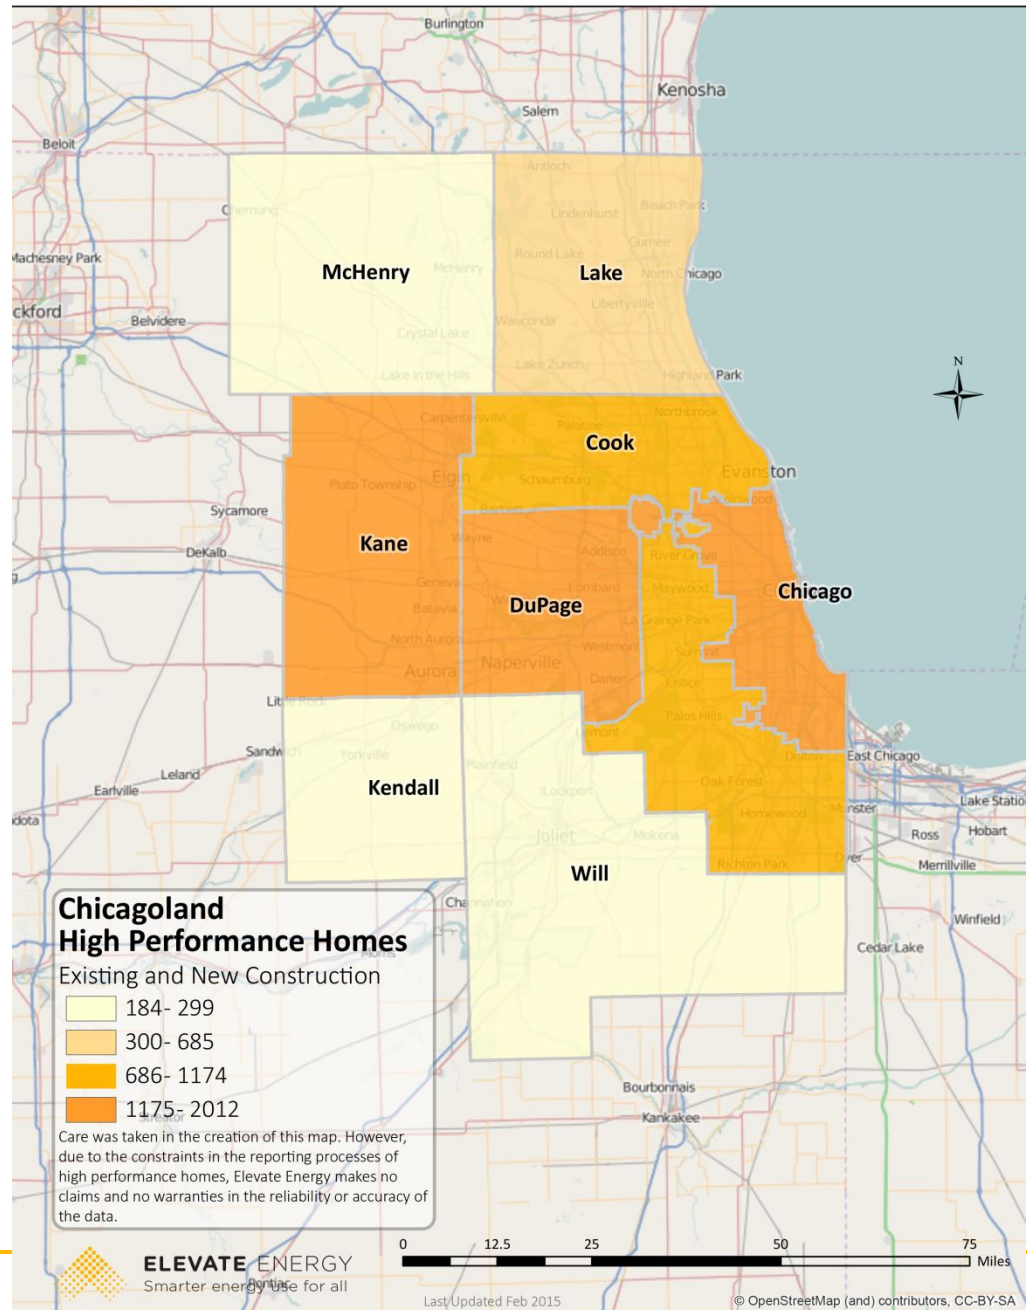 Burlington
Kenosha
Salem
Beloit
Antioch
Chemung
Lindenhurst
Beach Park
Round Lake
Gurnee
Machesney Park
McHenry
McHenry
Lake
North Chicago
Libertyville
ckford
Belvidere
Wauconda
Crystal Lake
Lake in the Hills
Lake Zurich
Highland Park
N
Carpentersville
Northbrook
Palatine
Cook
Evanston
Elgin
Schaumburg
Plato Township
Bartlett
Sycamore
Wayne
Kane
DeKalb
Addison
River Grove
Geneva
Lombard
Maywood
Chicago
Batavia
DuPage
La Grange Park
North Aurora
Westmont
Summit
Aurora
Naperville
Darien
Justice
Little Rock
Oswego
Palos Hills
Lemont
Sandwich
Yorkville
Plainfield
Dolton
East Chicago
Leland
Oak Forest
Earlville
Kendall
Lockport
Lake Station
Homewood
Munster
dota
Joliet
Mokena
Ross
Hobart
Richton Park
Dyer
Merrillville
Will
Channahon
Winfield
Cedar Lake
Morris
Chicagoland
High Performance Homes
Existing and New Construction
184- 299
300- 685
686- 1174
1175- 2012
Streator
Care was taken in the creation of this map. However,
due to the constraints in the reporting processes of
high performance homes, Elevate Energy makes no
claims and no warranties in the reliability or accuracy of
the data.
Bourbonnais
Kankakee
ELEVATE ENERGY
Smarter energy use for all
Pontiac
0 12.5 25 50 75
Miles
Last Updated Feb 2015
© OpenStreetMap (and) contributors, CC-BY-SA